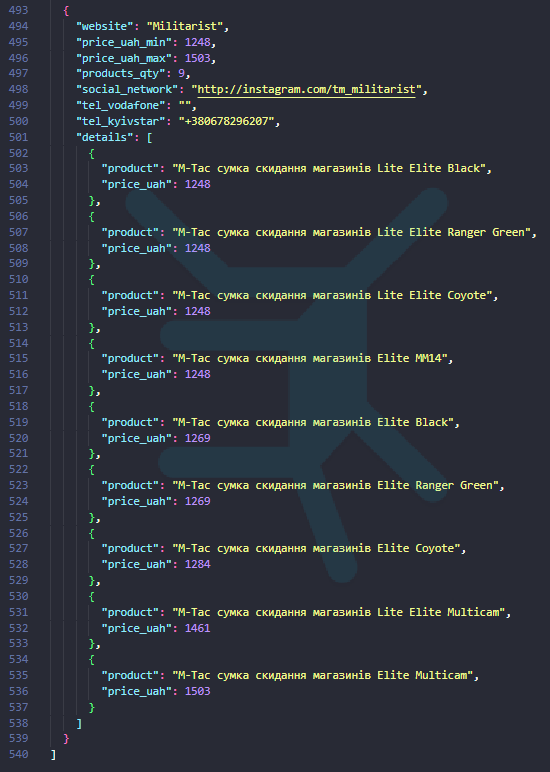 493 {
494 "website": "Militarist",
495 "price_uah_min": 1248,
496 "price_uah_max": 1503,
497 "products_qty": 9,
498 "social_network": "http://instagram.com/tm_militarist",
499 "tel_vodafone": "",
500 "tel_kyivstar": "+380678296207",
501 "details": [
502 {
503 "product": "M-Tac сумка скидання магазинів Lite Elite Black",
504 "price_uah": 1248
505 },
506 {
507 "product": "M-Tac сумка скидання магазинів Lite Elite Ranger Green",
508 "price_uah": 1248
509 },
510 {
511 "product": "M-Tac сумка скидання магазинів Lite Elite Coyote",
512 "price_uah": 1248
513 },
514 {
515 "product": "M-Tac сумка скидання магазинів Elite MM14",
516 "price_uah": 1248
517 },
518 {
519 "product": "M-Tac сумка скидання магазинів Elite Black",
520 "price_uah": 1269
521 },
522 {
523 "product": "M-Tac сумка скидання магазинів Elite Ranger Green",
524 "price_uah": 1269
525 },
526 {
527 "product": "M-Tac сумка скидання магазинів Elite Coyote",
528 "price_uah": 1284
529 },
530 {
531 "product": "M-Tac сумка скидання магазинів Lite Elite Multicam",
532 "price_uah": 1461
533 },
534 {
535 "product": "M-Tac сумка скидання магазинів Elite Multicam",
536 "price_uah": 1503
537 }
538 ]
539 }
540 ]